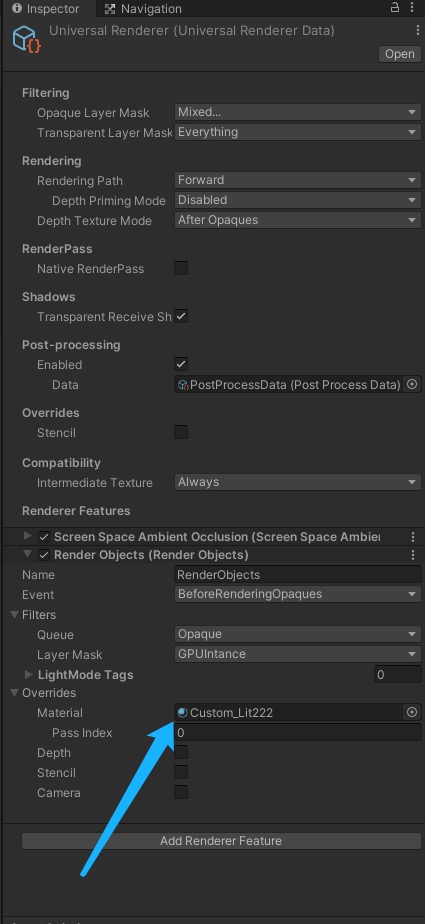 Inspector Navigation
Universal Renderer (Universal Renderer Data)
Open
Filtering
Opaque Layer Mask Mixed...
Transparent Layer Mask Everything
Rendering
Rendering Path Forward
Depth Priming Mode Disabled
Depth Texture Mode After Opaques
RenderPass
Native RenderPass
Shadows
Transparent Receive Sh
Post-processing
Enabled
Data PostProcessData (Post Process Data)
Overrides
Stencil
Compatibility
Intermediate Texture Always
Renderer Features
Screen Space Ambient Occlusion (Screen Space Ambie
Render Objects (Render Objects)
Name RenderObjects
Event BeforeRenderingOpaques
Filters
Queue Opaque
Layer Mask GPUIntance
LightMode Tags 0
Overrides
Material Custom_Lit222
Pass Index 0
Depth
Stencil
Camera
Add Renderer Feature